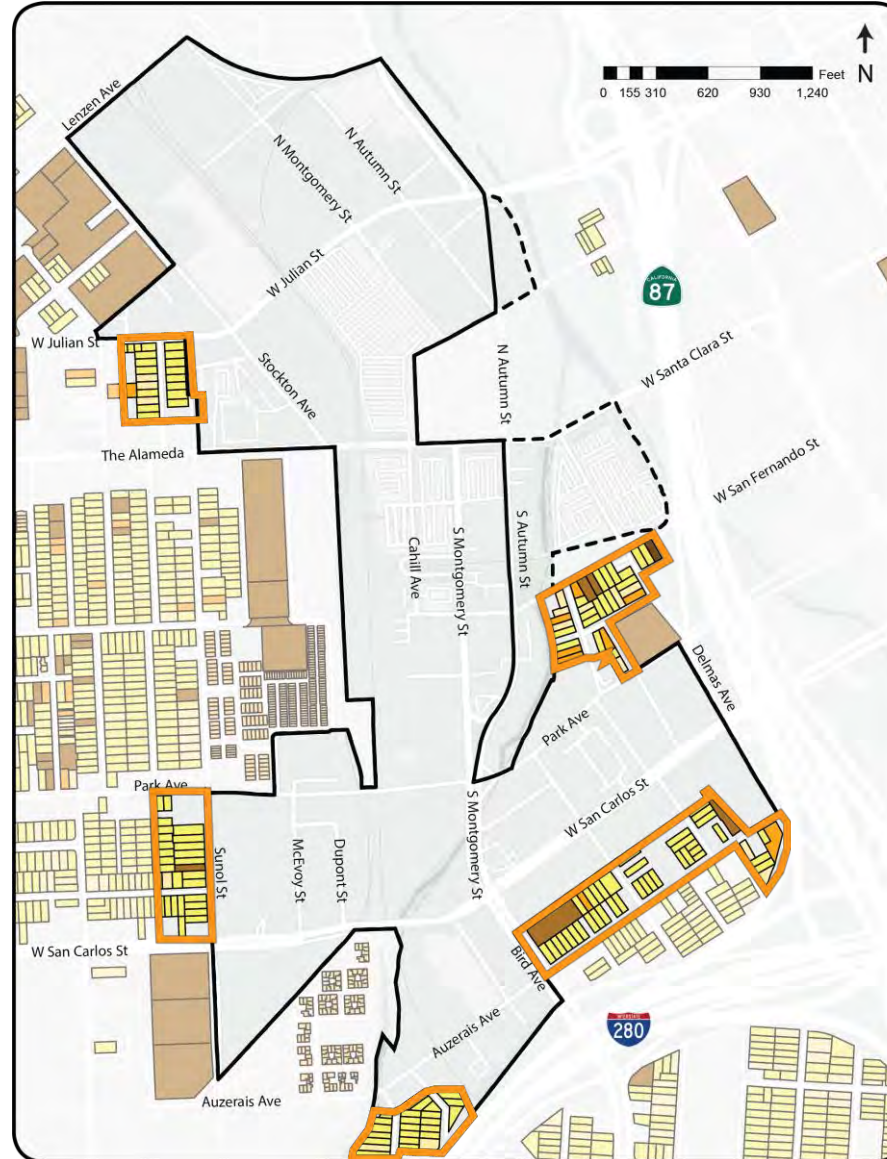 Lenzen Ave
N Montgomery St
N Autumn St
Feet
0 155 310 620 930 1,240
N
W Julian St
CALIFORNIA
87
W Julian St
Stockton Ave
N Autumn St
W Santa Clara St
The Alameda
W San Fernando St
Cahill Ave
S Montgomery St
S Autumn St
Delmas Ave
Park Ave
Park Ave
W San Carlos St
Sunol St
McEvoy St
Dupont St
S Montgomery St
W San Carlos St
Bird Ave
Auzerais Ave
INTERSTATE
280
Auzerais Ave